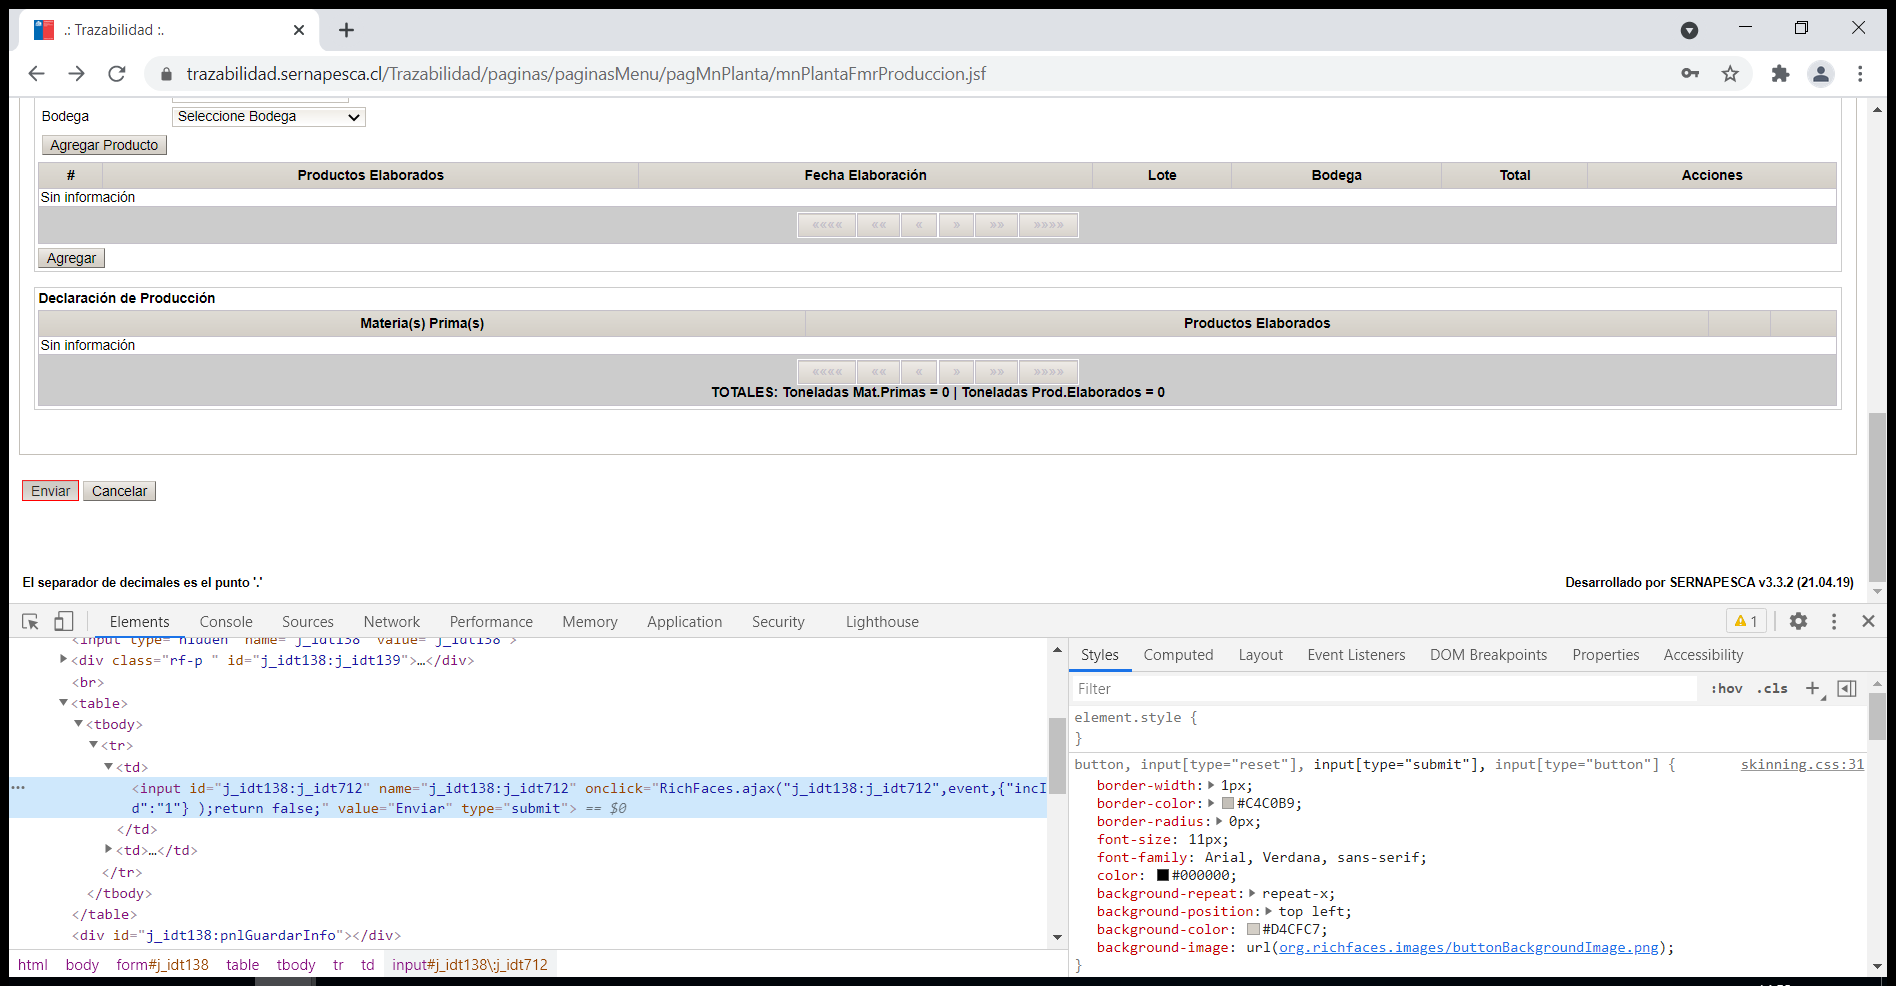 .: Trazabilidad :.
trazabilidad.sernapesca.cl/Trazabilidad/paginas/paginasMenu/pagMnPlanta/mnPlantaFmrProduccion.jsf
Bodega Seleccione Bodega
Agregar Producto
# Productos Elaborados Fecha Elaboración Lote Bodega Total Acciones
Sin información
«««« «« « » »» »»»»
Agregar
Declaración de Producción
Materia(s) Prima(s) Productos Elaborados
Sin información
«««« «« « » »» »»»»
TOTALES: Toneladas Mat.Primas = 0 | Toneladas Prod.Elaborados = 0
Enviar Cancelar
El separador de decimales es el punto '.' Desarrollado por SERNAPESCA v3.3.2 (21.04.19)
Elements Console Sources Network Performance Memory Application Security Lighthouse 1
<input type="hidden" name="j_idt138" value="j_idt138">
<div class="rf-p " id="j_idt138:j_idt139">…</div>
<br>
<table>
<tbody>
<tr>
<td>
<input id="j_idt138:j_idt712" name="j_idt138:j_idt712" onclick="RichFaces.ajax("j_idt138:j_idt712",event,{"incI
d":"1"} );return false;" value="Enviar" type="submit"> == $0
</td>
<td>…</td>
</tr>
</tbody>
</table>
<div id="j_idt138:pnlGuardarInfo"></div>
html body form#j_idt138 table tbody tr td input#j_idt138\:j_idt712
Styles Computed Layout Event Listeners DOM Breakpoints Properties Accessibility
Filter :hov .cls +
element.style {
}
button, input[type="reset"], input[type="submit"], input[type="button"] { skinning.css:31
border-width: 1px;
border-color: #C4C0B9;
border-radius: 0px;
font-size: 11px;
font-family: Arial, Verdana, sans-serif;
color: #000000;
background-repeat: repeat-x;
background-position: top left;
background-color: #D4CFC7;
background-image: url(org.richfaces.images/buttonBackgroundImage.png);
}